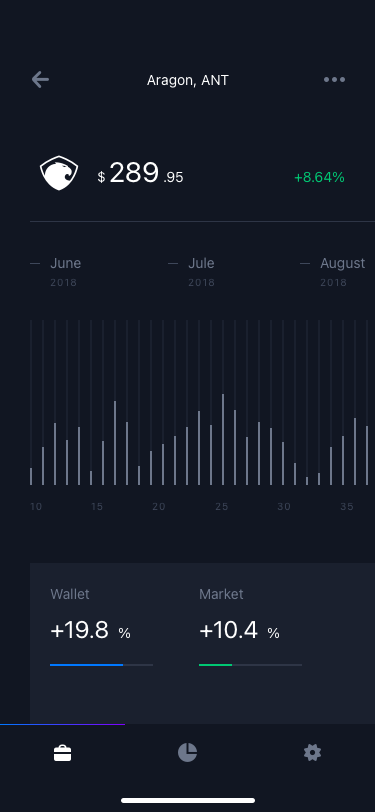 Aragon, ANT
$ 289 .95 +8.64%
June Jule August
2018 2018 2018
10 15 20 25 30 35
Wallet Market
+19.8 % +10.4 %